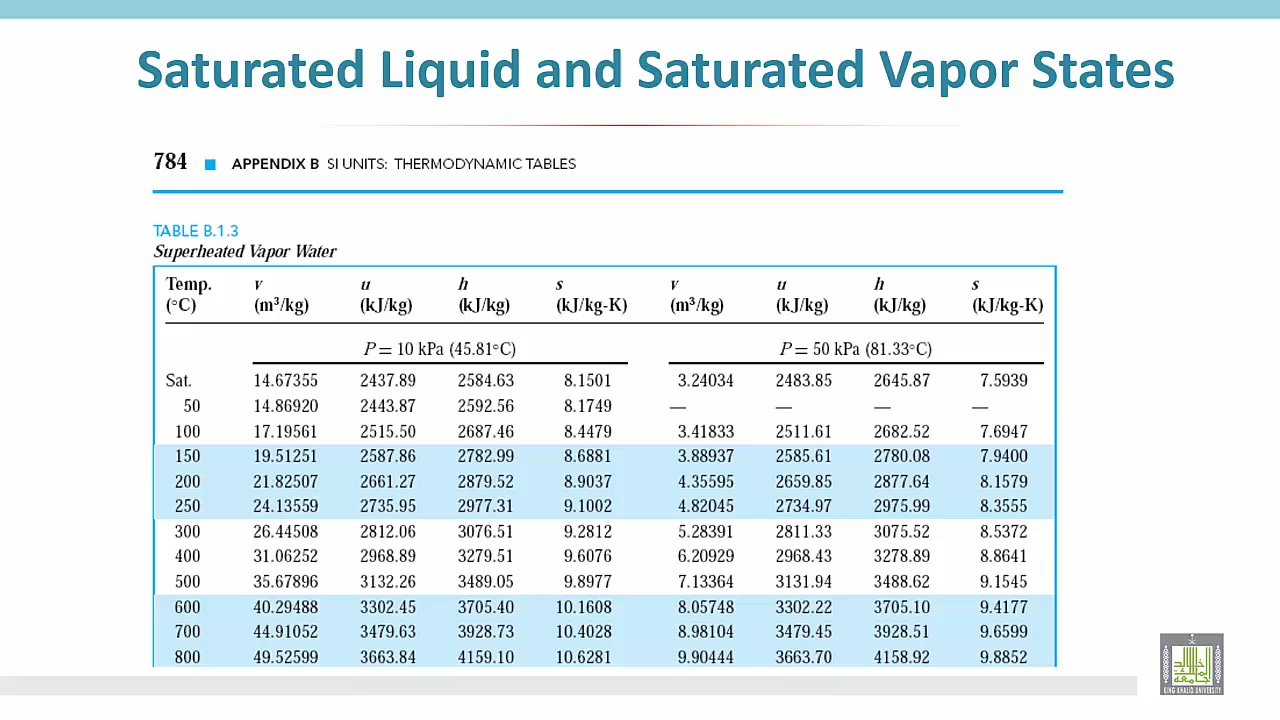 Saturated Liquid and Saturated Vapor States
784 ■ APPENDIX B SI UNITS: THERMODYNAMIC TABLES
TABLE B.1.3
Superheated Vapor Water
Temp. v u h s v u h s
(°C) (m³/kg) (kJ/kg) (kJ/kg) (kJ/kg-K) (m³/kg) (kJ/kg) (kJ/kg) (kJ/kg-K)
P = 10 kPa (45.81°C) P = 50 kPa (81.33°C)
Sat. 14.67355 2437.89 2584.63 8.1501 3.24034 2483.85 2645.87 7.5939
50 14.86920 2443.87 2592.56 8.1749 — — — —
100 17.19561 2515.50 2687.46 8.4479 3.41833 2511.61 2682.52 7.6947
150 19.51251 2587.86 2782.99 8.6881 3.88937 2585.61 2780.08 7.9400
200 21.82507 2661.27 2879.52 8.9037 4.35595 2659.85 2877.64 8.1579
250 24.13559 2735.95 2977.31 9.1002 4.82045 2734.97 2975.99 8.3555
300 26.44508 2812.06 3076.51 9.2812 5.28391 2811.33 3075.52 8.5372
400 31.06252 2968.89 3279.51 9.6076 6.20929 2968.43 3278.89 8.8641
500 35.67896 3132.26 3489.05 9.8977 7.13364 3131.94 3488.62 9.1545
600 40.29488 3302.45 3705.40 10.1608 8.05748 3302.22 3705.10 9.4177
700 44.91052 3479.63 3928.73 10.4028 8.98104 3479.45 3928.51 9.6599
800 49.52599 3663.84 4159.10 10.6281 9.90444 3663.70 4158.92 9.8852
KING KHALID UNIVERSITY